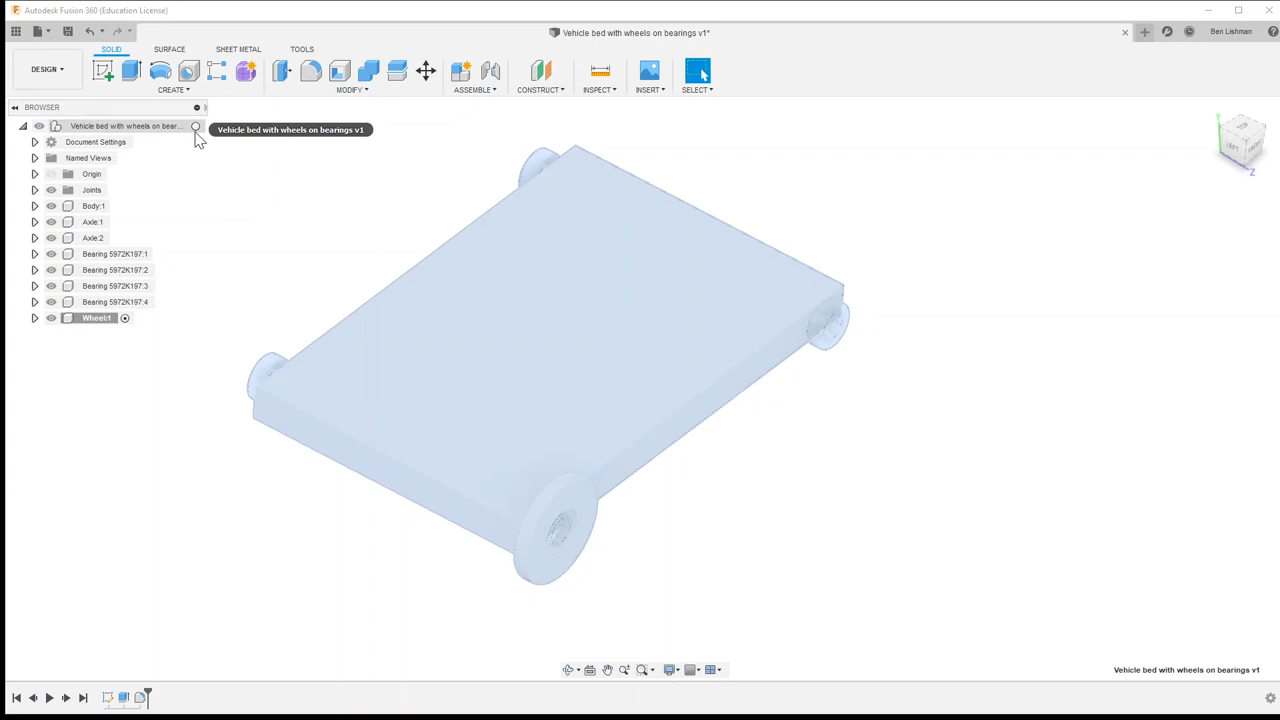 Autodesk Fusion 360 (Education License)
Vehicle bed with wheels on bearings v1*
Ben Lishman
DESIGN
SOLID
SURFACE
SHEET METAL
TOOLS
CREATE
MODIFY
ASSEMBLE
CONSTRUCT
INSPECT
INSERT
SELECT
BROWSER
Vehicle bed with wheels on bear...
Vehicle bed with wheels on bearings v1
Document Settings
Named Views
Origin
Joints
Body:1
Axle:1
Axle:2
Bearing 5972K197:1
Bearing 5972K197:2
Bearing 5972K197:3
Bearing 5972K197:4
Wheel:1
Y
LEFT
FRONT
Z
Vehicle bed with wheels on bearings v1